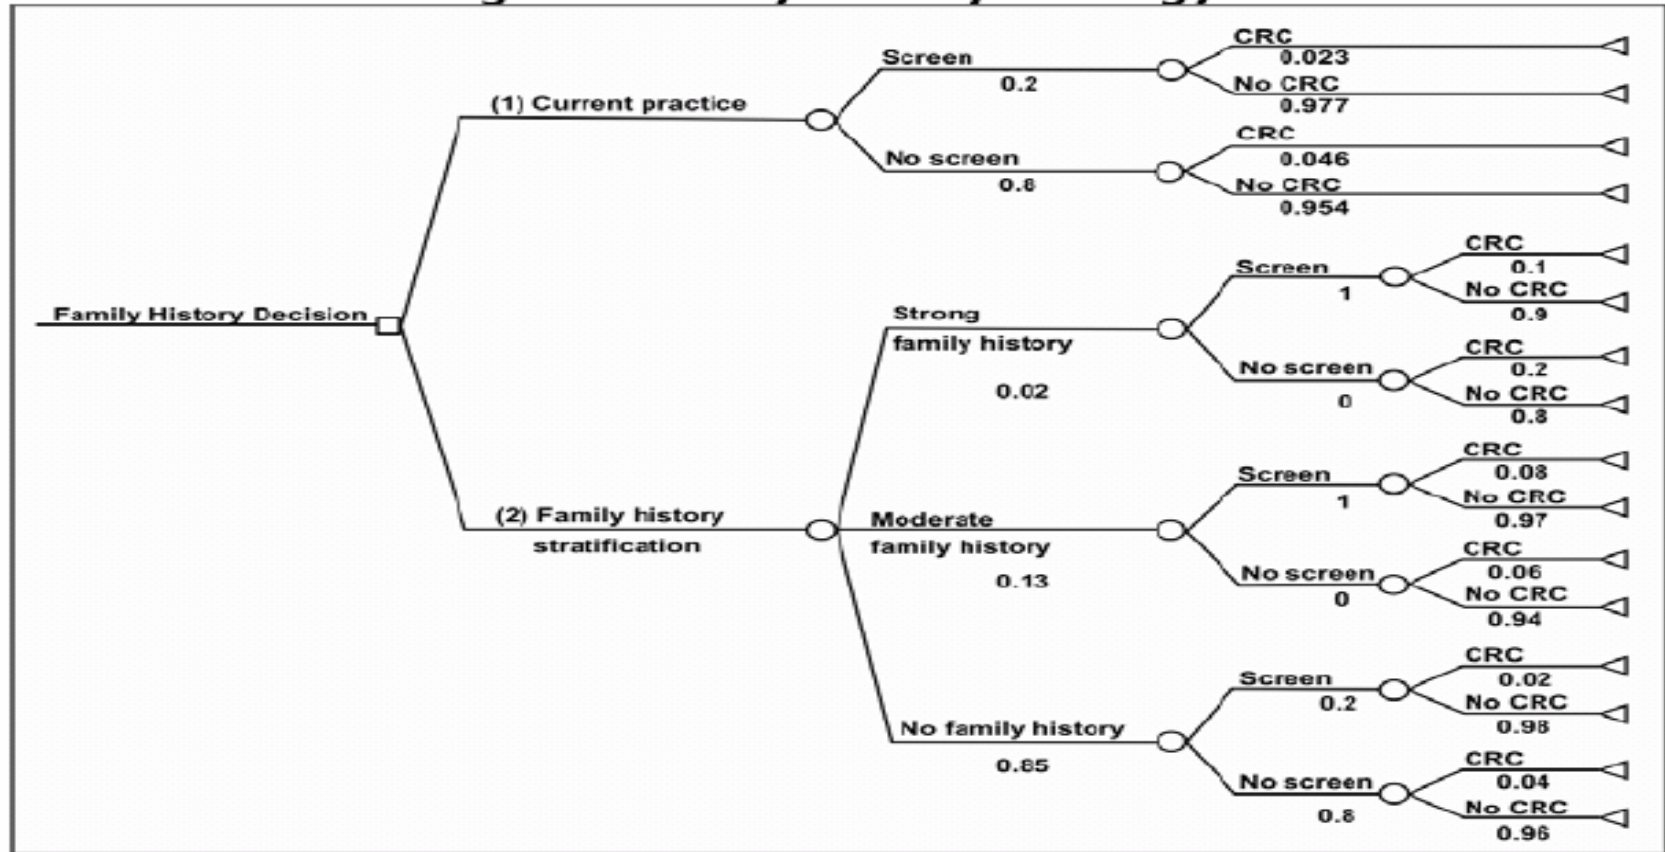 CRC
0.023
Screen
0.2
No CRC
0.977
(1) Current practice
CRC
0.046
No screen
0.8
No CRC
0.954
CRC
0.1
Screen
1
No CRC
0.9
Family History Decision
Strong
family history
0.02
CRC
0.2
No screen
0
No CRC
0.8
CRC
0.08
Screen
1
No CRC
0.97
(2) Family history
stratification
Moderate
family history
0.13
CRC
0.06
No screen
0
No CRC
0.94
CRC
0.02
Screen
0.2
No CRC
0.98
No family history
0.85
CRC
0.04
No screen
0.8
No CRC
0.96